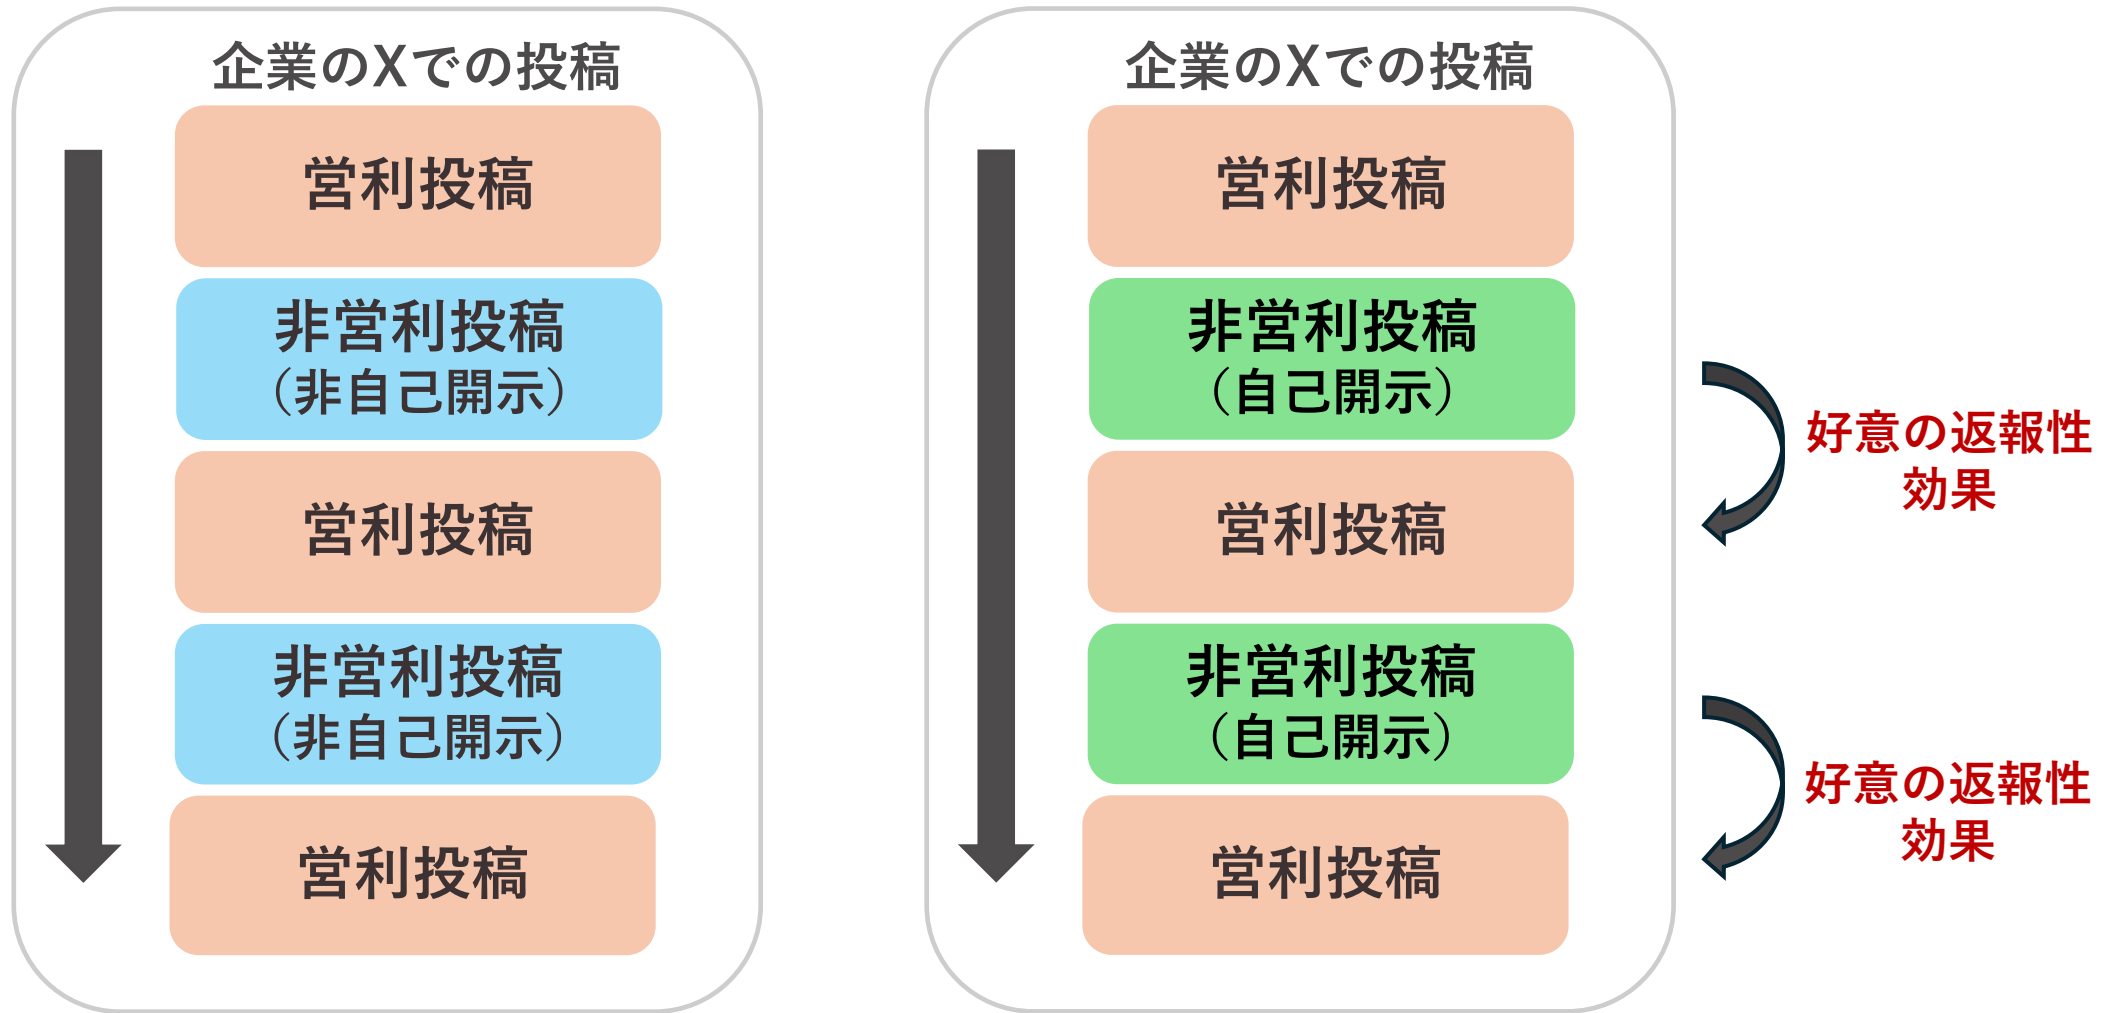 企業のXでの投稿
営利投稿
非営利投稿
（非自己開示）
営利投稿
非営利投稿
（非自己開示）
営利投稿
企業のXでの投稿
営利投稿
非営利投稿
（自己開示）
営利投稿
非営利投稿
（自己開示）
営利投稿
好意の返報性
効果
好意の返報性
効果